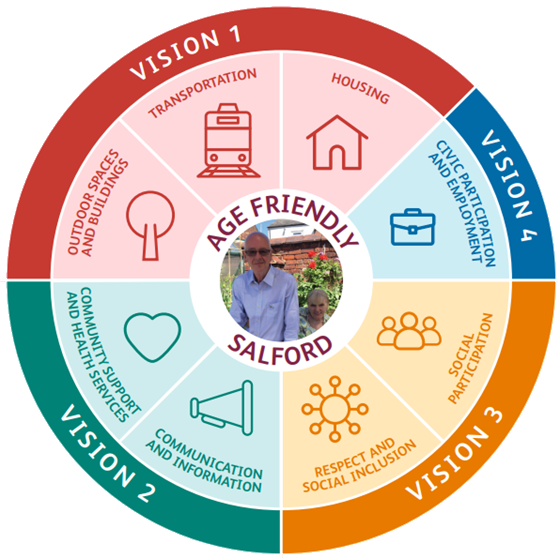 VISION 1
TRANSPORTATION
HOUSING
OUTDOOR SPACES
AND BUILDINGS
VISION 4
CIVIC PARTICIPATION
AND EMPLOYMENT
AGE FRIENDLY
SALFORD
VISION 2
COMMUNITY SUPPORT
AND HEALTH SERVICES
COMMUNICATION
AND INFORMATION
VISION 3
SOCIAL
PARTICIPATION
RESPECT AND
SOCIAL INCLUSION